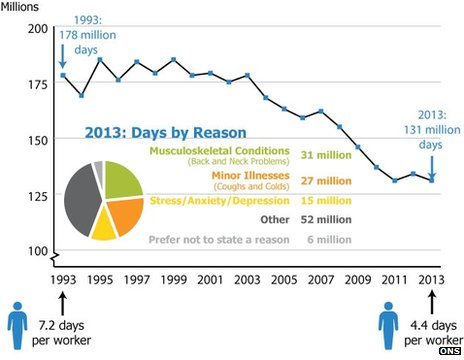 Millions
200
175
150
125
100
1993:
178 million
days
2013:
131 million
days
2013: Days by Reason
Musculoskeletal Conditions 31 million
(Back and Neck Problems)
Minor Illnesses 27 million
(Coughs and Colds)
Stress/Anxiety/Depression 15 million
Other 52 million
Prefer not to state a reason 6 million
1993 1995 1997 1999 2001 2003 2005 2007 2009 2011 2013
7.2 days
per worker
4.4 days
per worker
ONS